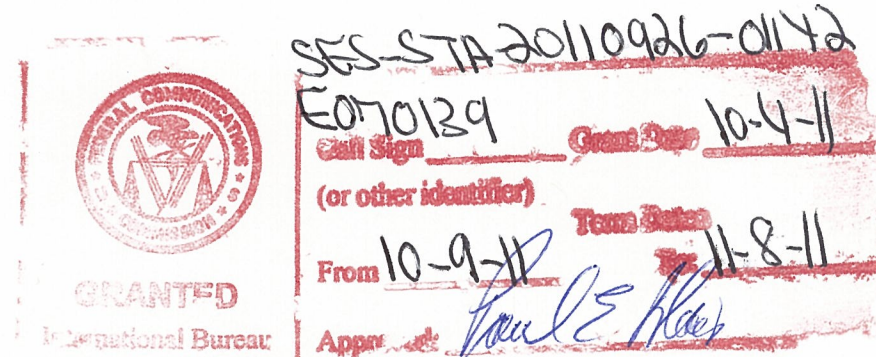 SES-STA-20110926-01142
E070139
Call Sign Grant Date 10-4-11
(or other identifier)
Term Dates
From 10-9-11 To: 11-8-11
GRANTED
International Bureau
Approved:
FEDERAL COMMUNICATIONS COMMISSION